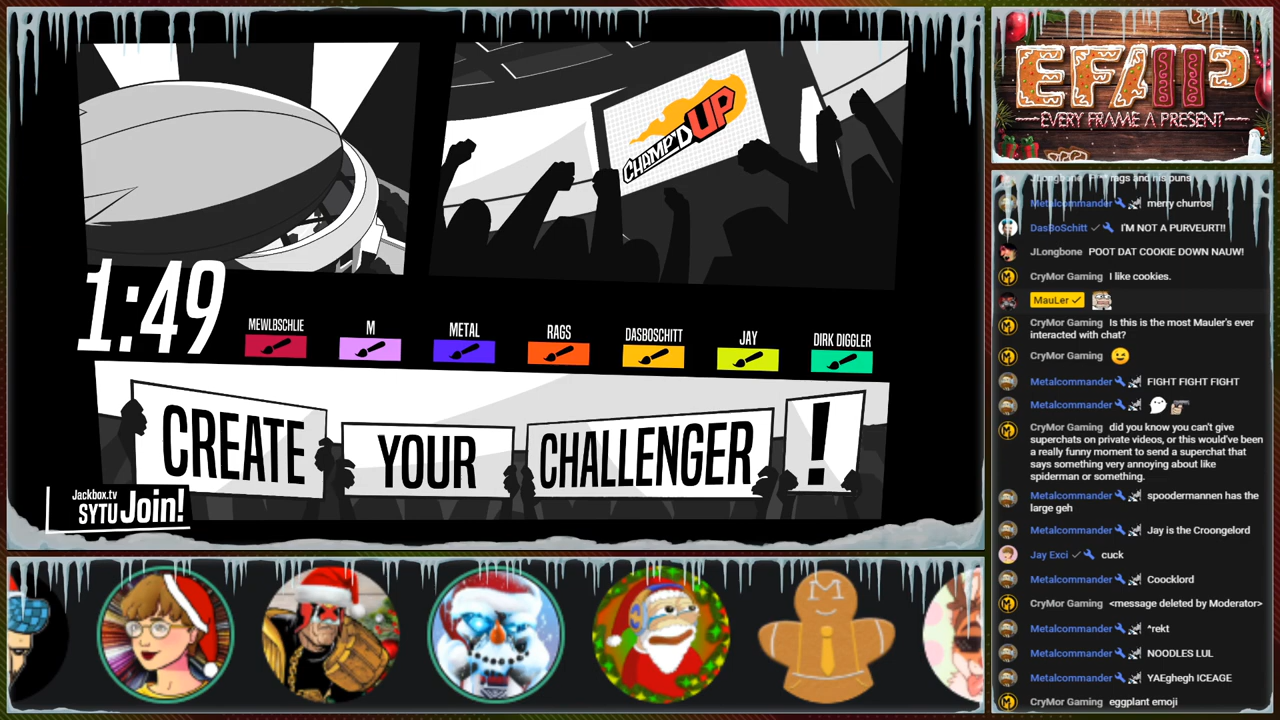 CHAMP'D UP
1:49
MEWLBSCHLIE
M
METAL
RAGS
DASBOSCHITT
JAY
DIRK DIGGLER
CREATE
YOUR
CHALLENGER
!
Jackbox.tv
SYTU Join!
EFAP
EVERY FRAME A PRESENT
rags and his puns
Metalcommander merry churros
DasBoSchitt I'M NOT A PURVEURT!!
JLongbone POOT DAT COOKIE DOWN NAUW!
CryMor Gaming I like cookies.
MauLer
CryMor Gaming Is this is the most Mauler's ever
interacted with chat?
CryMor Gaming
Metalcommander FIGHT FIGHT FIGHT
Metalcommander
CryMor Gaming did you know you can't give
superchats on private videos, or this would've been
a really funny moment to send a superchat that
says something very annoying about like
spiderman or something.
Metalcommander spoodermannen has the
large geh
Metalcommander Jay is the Croongelord
Jay Exci cuck
Metalcommander Coocklord
CryMor Gaming <message deleted by Moderator>
Metalcommander ^rekt
Metalcommander NOODLES LUL
Metalcommander YAEghegh ICEAGE
CryMor Gaming eggplant emoji
M